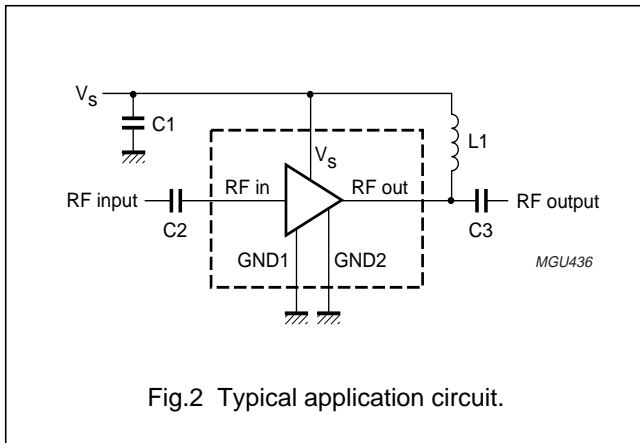 Vs
C1
Vs
L1
RF input
C2
RF in
RF out
C3
RF output
GND1
GND2
MGU436
Fig.2 Typical application circuit.